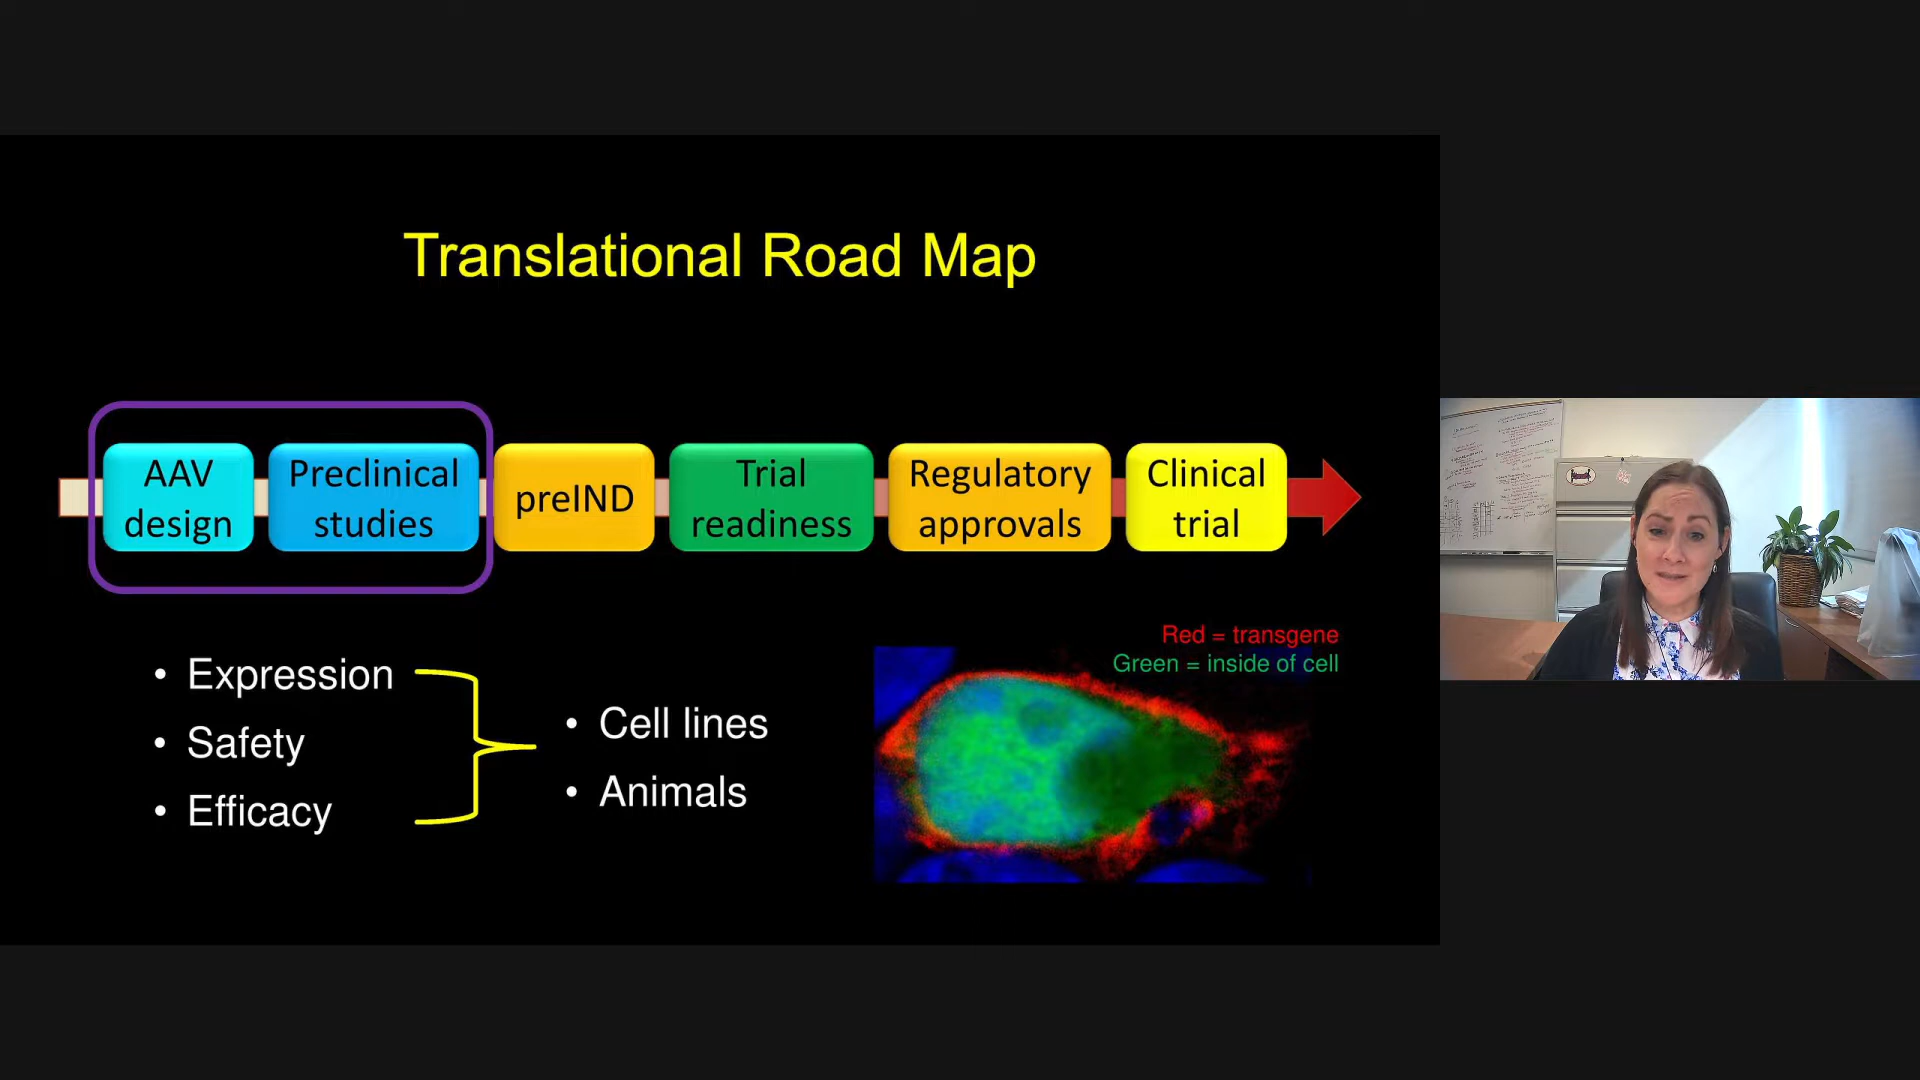 Translational Road Map
AAV
design
Preclinical
studies
preIND
Trial
readiness
Regulatory
approvals
Clinical
trial
• Expression
• Safety
• Efficacy
• Cell lines
• Animals
Red = transgene
Green = inside of cell